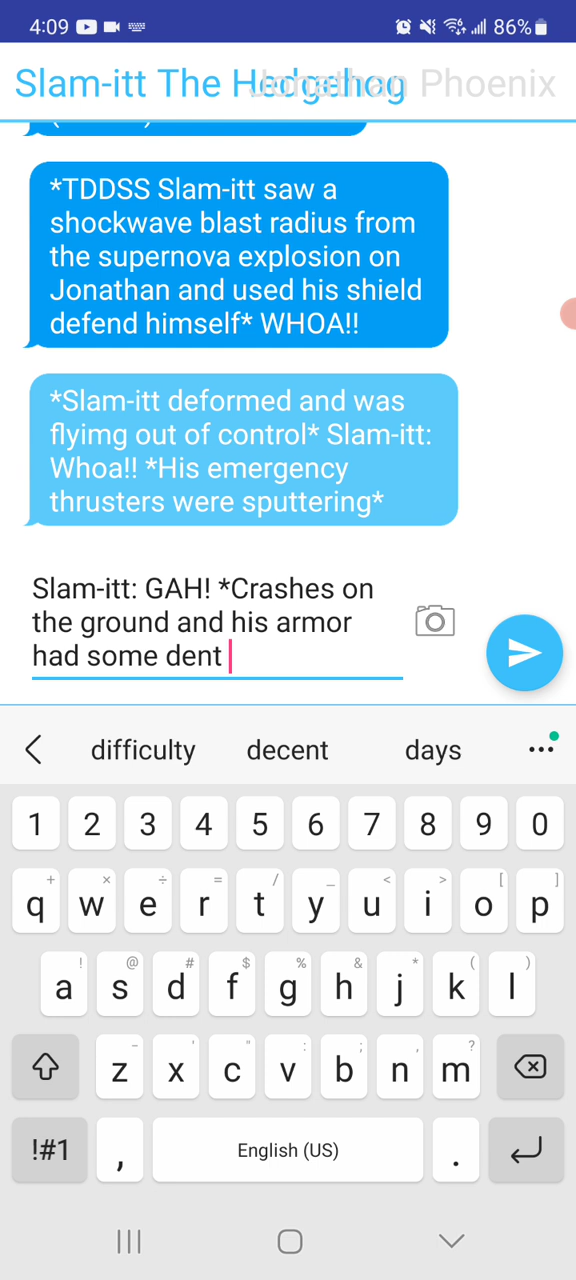 4:09 86%
Slam-itt The Hedgehog Jonathan Phoenix
*TDDSS Slam-itt saw a
shockwave blast radius from
the supernova explosion on
Jonathan and used his shield
defend himself* WHOA!!
*Slam-itt deformed and was
flyimg out of control* Slam-itt:
Whoa!! *His emergency
thrusters were sputtering*
Slam-itt: GAH! *Crashes on
the ground and his armor
had some dent
difficulty decent days
1 2 3 4 5 6 7 8 9 0
+ × ÷ = / _ < > [ ]
q w e r t y u i o p
! @ # $ % & * ( )
a s d f g h j k l
- ' " : ; , ?
z x c v b n m
!#1 , English (US) .